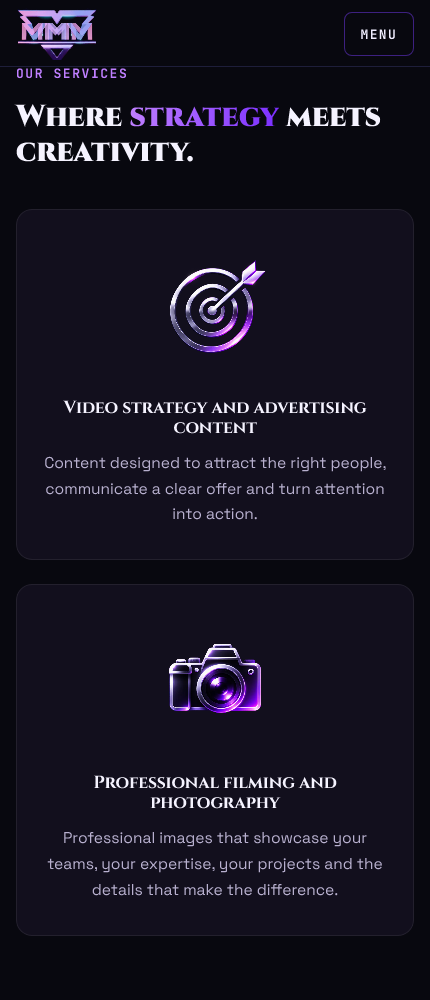 MMM
MENU
OUR SERVICES
Where strategy meets
creativity.
Video strategy and advertising
content
Content designed to attract the right people,
communicate a clear offer and turn attention
into action.
Professional filming and
photography
Professional images that showcase your
teams, your expertise, your projects and the
details that make the difference.